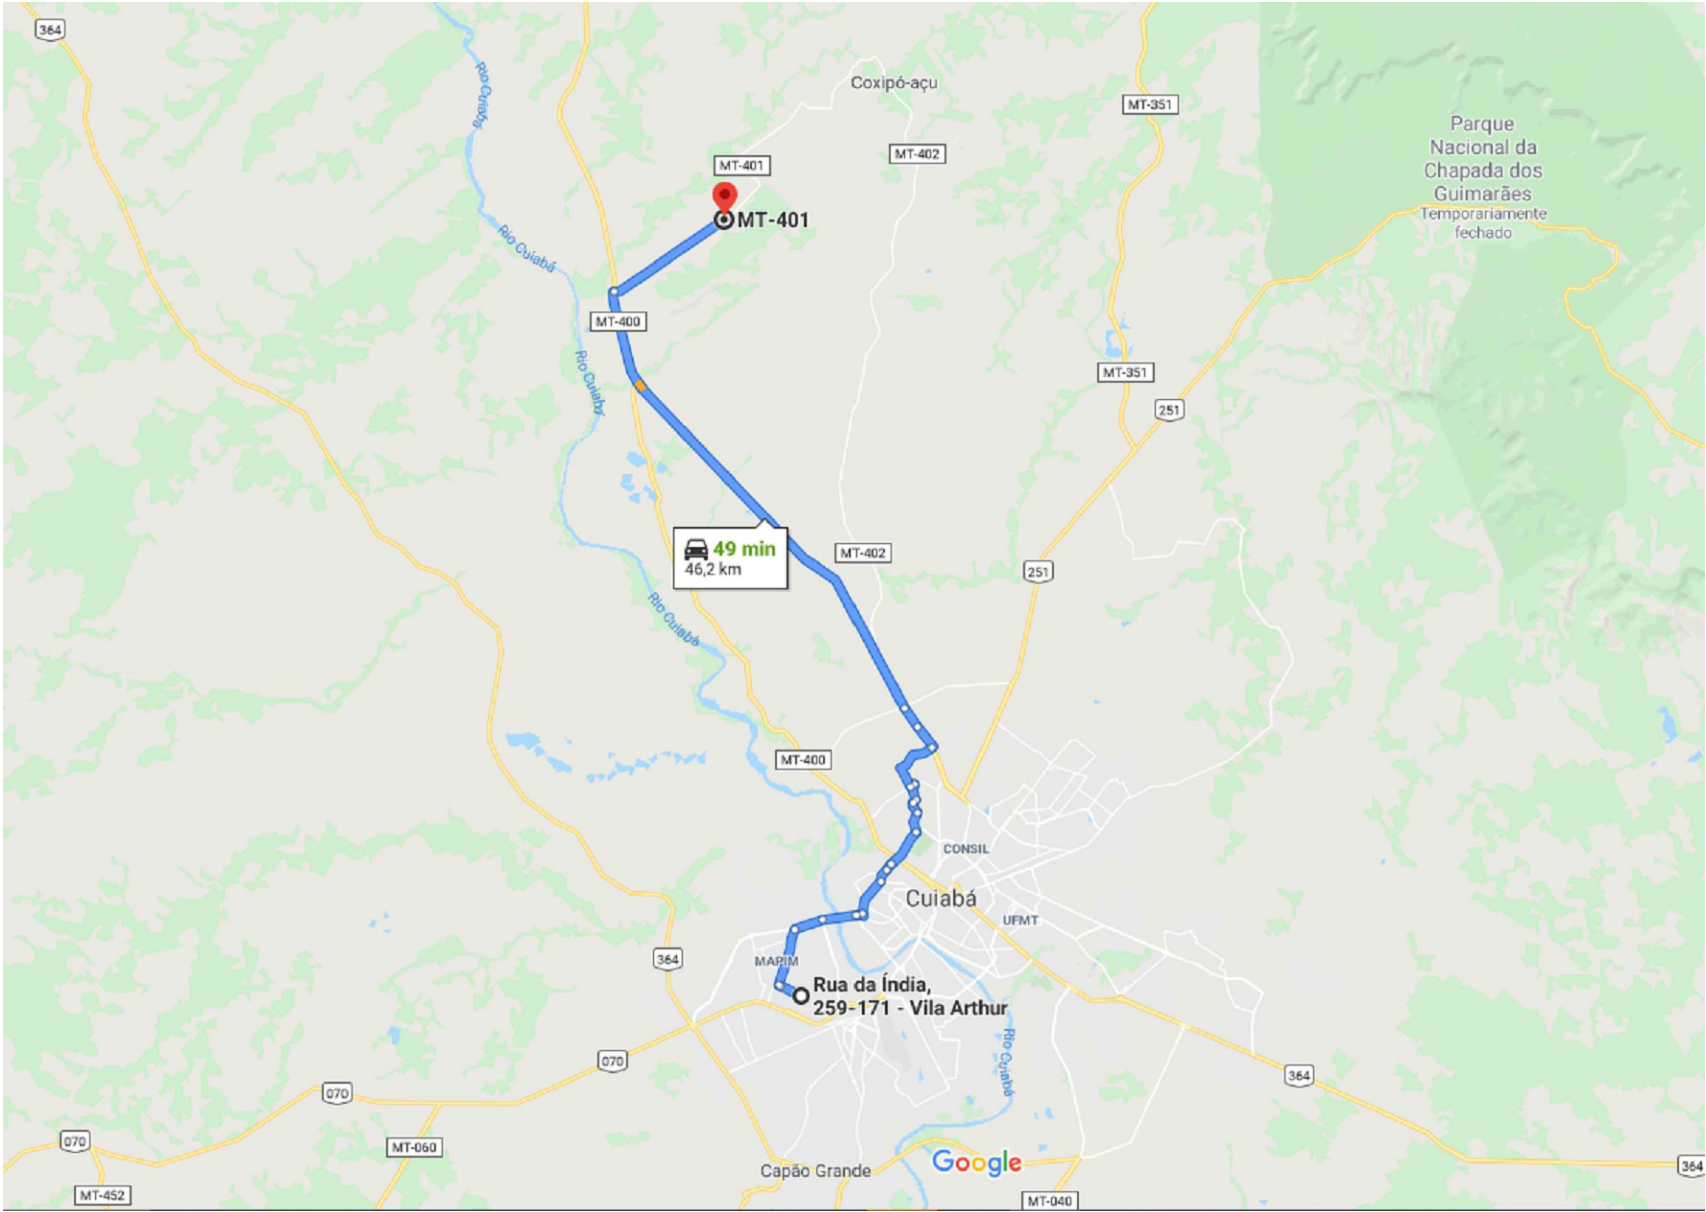 364
Rio Cuiabá
Coxipó-açu
MT-351
Parque
Nacional da
Chapada dos
Guimarães
Temporariamente
fechado
MT-402
MT-401
MT-401
Rio Cuiabá
MT-400
Rio Cuiabá
MT-351
251
49 min
46,2 km
MT-402
251
Rio Cuiabá
MT-400
CONSIL
Cuiabá
UFMT
364
MAPIM
Rua da Índia,
259-171 - Vila Arthur
Rio Cuiabá
070
364
070
070
MT-060
Google
Capão Grande
364
MT-452
MT-040